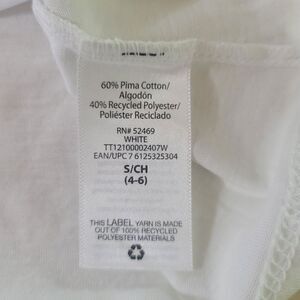 60% Pima Cotton/
Algodón
40% Recycled Polyester/
Poliéster Reciclado
RN# 52469
WHITE
TT12100002407W
EAN/UPC 7 6125325304
S/CH
(4-6)
THIS LABEL YARN IS MADE
OUT OF 100% RECYCLED
POLYESTER MATERIALS